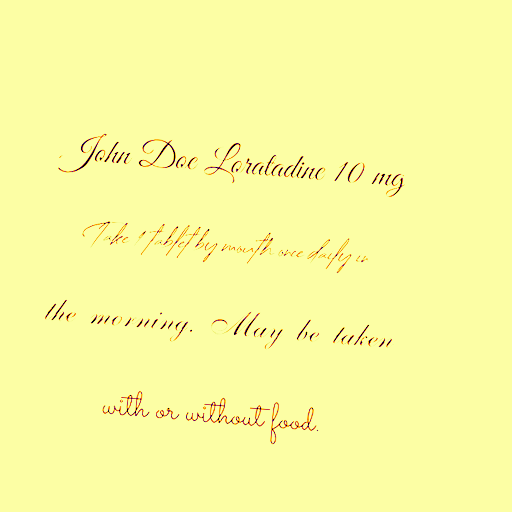 John Doe Loratadine 10 mg
Take 1 tablet by mouth once daily in
the morning. May be taken
with or without food.